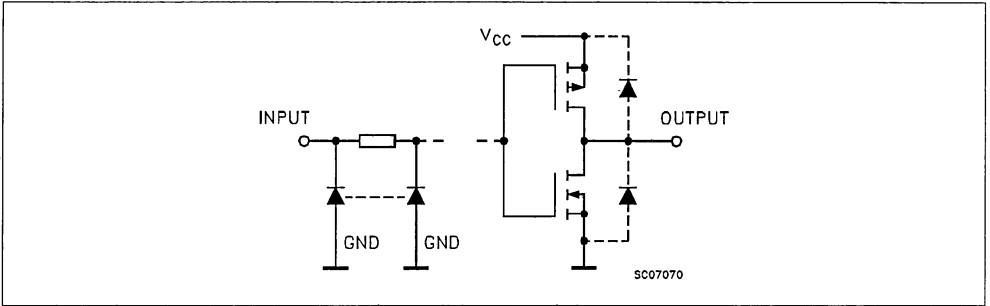 V_CC
INPUT
OUTPUT
GND
GND
SC07070